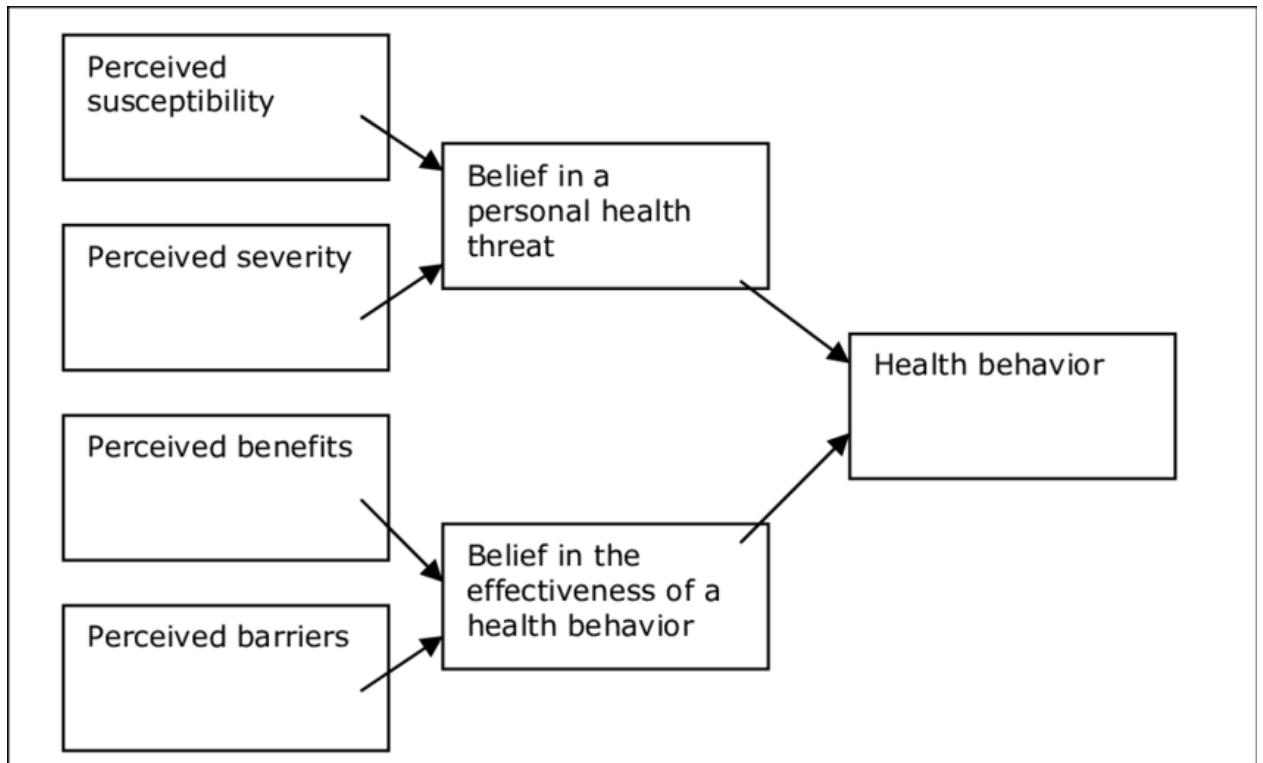 Perceived
susceptibility
Perceived severity
Perceived benefits
Perceived barriers
Belief in a
personal health
threat
Belief in the
effectiveness of a
health behavior
Health behavior